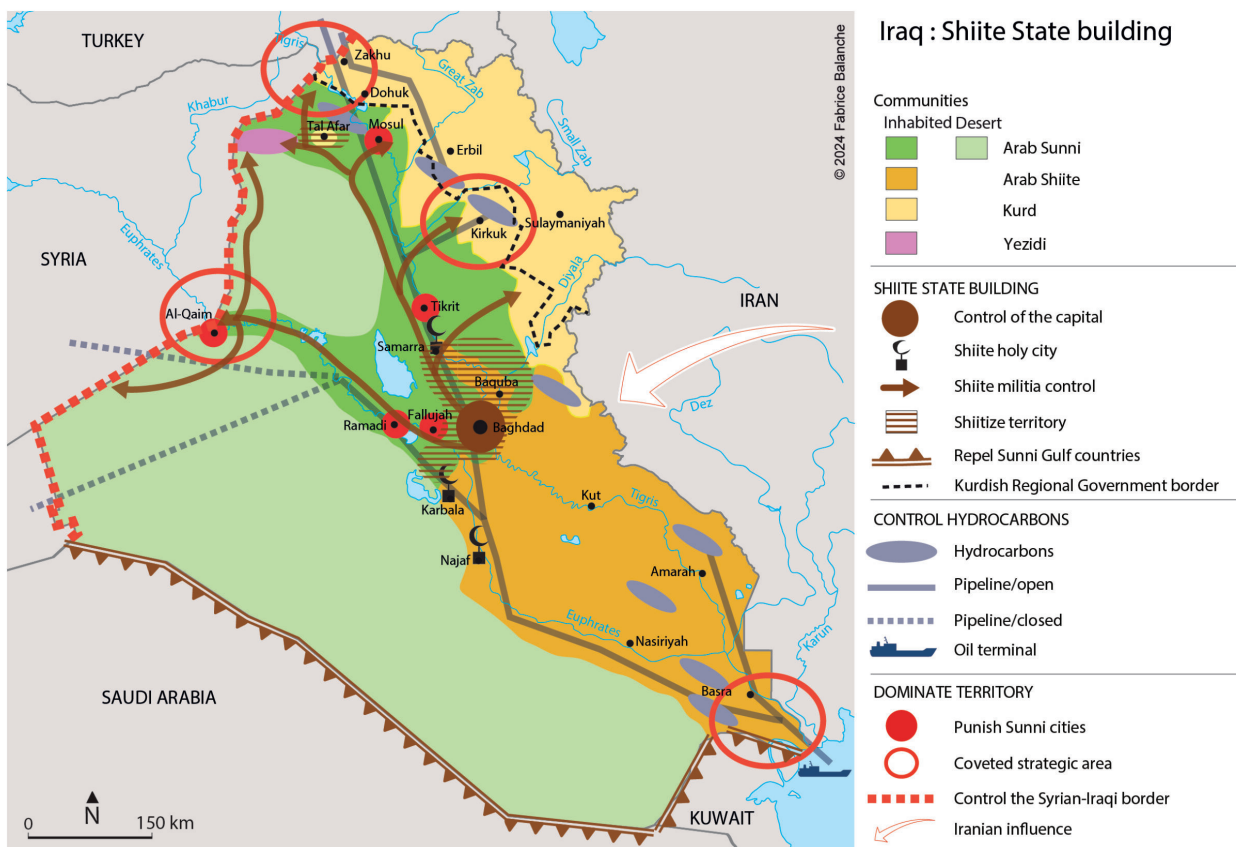 TURKEY
Tigris
Zakhu
Great Zab
Khabur
Dohuk
Small Zab
Tal Afar
Mosul
Erbil
Sulaymaniyah
Kirkuk
Euphrates
SYRIA
Diyala
IRAN
Al-Qaim
Tikrit
Samarra
Baquba
Dez
Ramadi
Fallujah
Baghdad
Karbala
Kut
Tigris
Najaf
Amarah
Euphrates
Nasiriyah
Karun
Basra
SAUDI ARABIA
KUWAIT
N
0 150 km
© 2024 Fabrice Balanche
Iraq : Shiite State building
Communities
Inhabited Desert
Arab Sunni
Arab Shiite
Kurd
Yezidi
SHIITE STATE BUILDING
Control of the capital
Shiite holy city
Shiite militia control
Shiitize territory
Repel Sunni Gulf countries
Kurdish Regional Government border
CONTROL HYDROCARBONS
Hydrocarbons
Pipeline/open
Pipeline/closed
Oil terminal
DOMINATE TERRITORY
Punish Sunni cities
Coveted strategic area
Control the Syrian-Iraqi border
Iranian influence